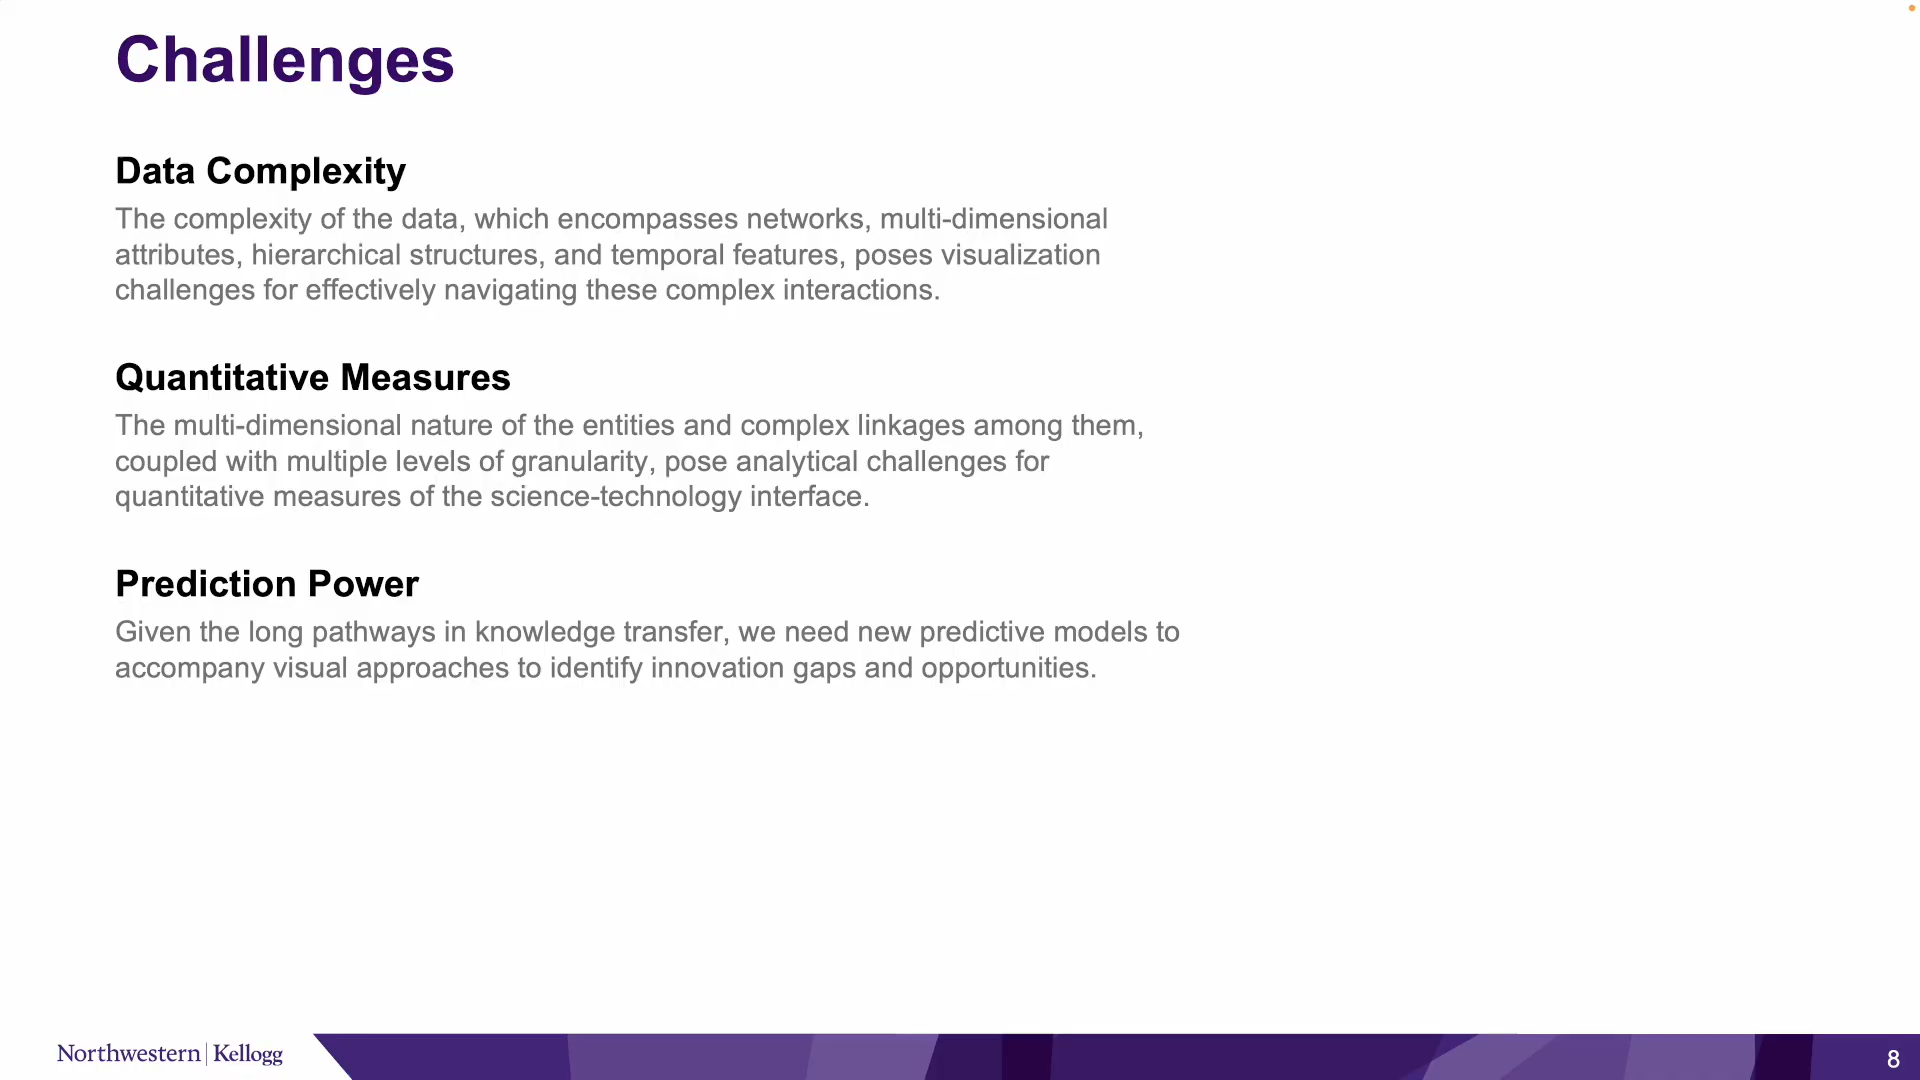 Challenges
Data Complexity
The complexity of the data, which encompasses networks, multi-dimensional
attributes, hierarchical structures, and temporal features, poses visualization
challenges for effectively navigating these complex interactions.
Quantitative Measures
The multi-dimensional nature of the entities and complex linkages among them,
coupled with multiple levels of granularity, pose analytical challenges for
quantitative measures of the science-technology interface.
Prediction Power
Given the long pathways in knowledge transfer, we need new predictive models to
accompany visual approaches to identify innovation gaps and opportunities.
Northwestern | Kellogg
8